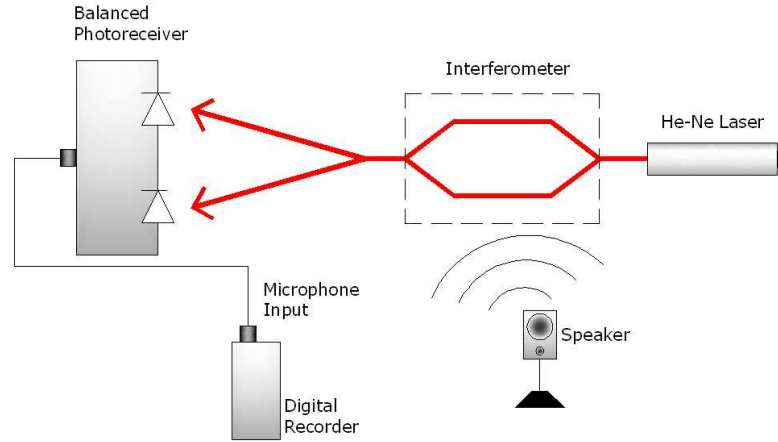 Balanced
Photoreceiver
Interferometer
He-Ne Laser
Microphone
Input
Speaker
Digital
Recorder